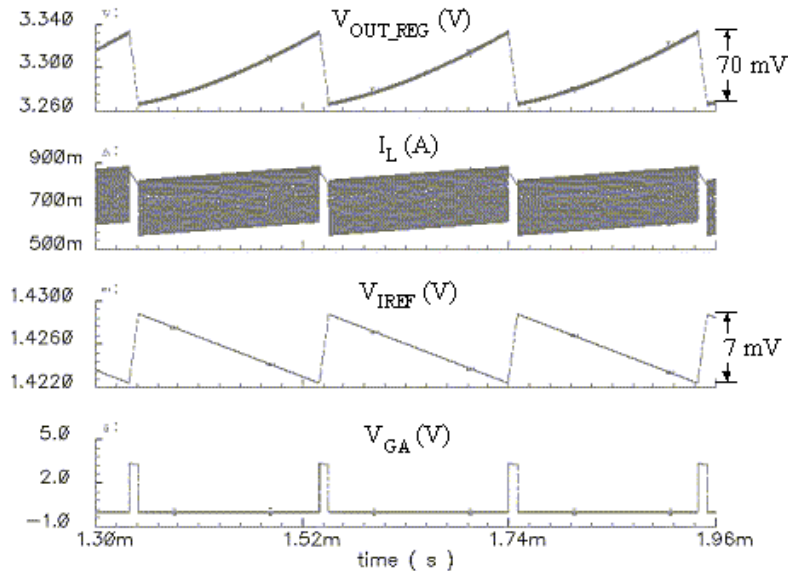 V_OUT_REG (V)
3.340
3.300
3.260
70 mV
I_L (A)
900m
700m
500m
V_IREF (V)
1.4300
1.4260
1.4220
7 mV
V_GA (V)
5.0
2.0
-1.0
1.30m 1.52m 1.74m 1.96m
time ( s )